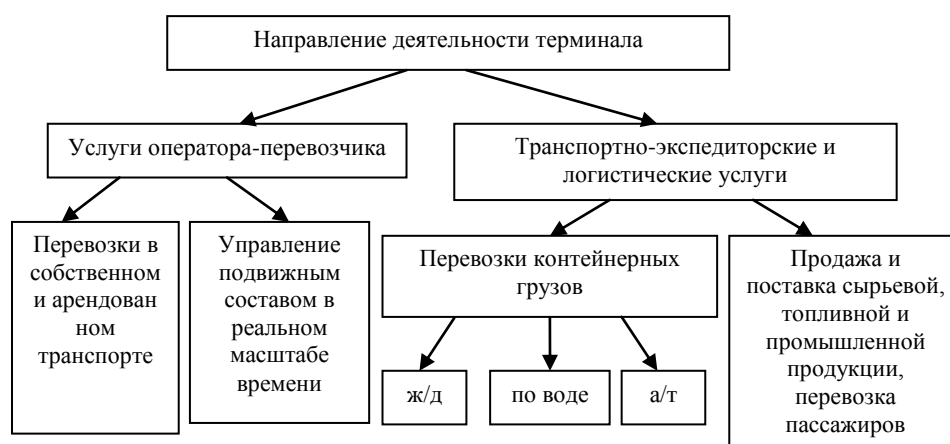 Направление деятельности терминала
Услуги оператора-перевозчика
Транспортно-экспедиторские и
логистические услуги
Перевозки в
собственном
и арендован
ном
транспорте
Управление
подвижным
составом в
реальном
масштабе
времени
Перевозки контейнерных
грузов
Продажа и
поставка сырьевой,
топливной и
промышленной
продукции,
перевозка
пассажиров
ж/д
по воде
а/т